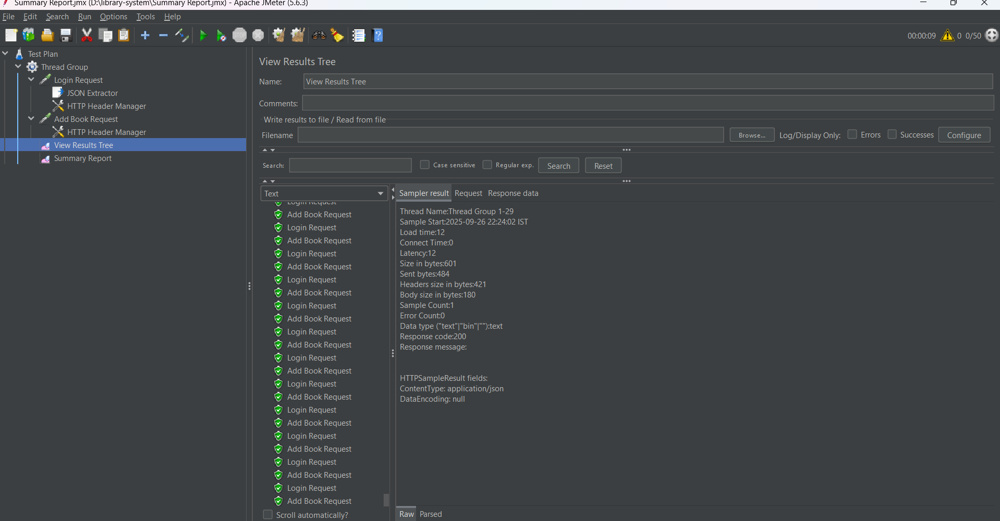 Summary Report.jmx (D:\library-system\Summary Report.jmx) - Apache JMeter (5.6.3)
File Edit Search Run Options Tools Help
STOP
00:00:09 0 0/50
Test Plan
Thread Group
Login Request
JSON Extractor
HTTP Header Manager
Add Book Request
HTTP Header Manager
View Results Tree
Summary Report
View Results Tree
Name: View Results Tree
Comments:
Write results to file / Read from file
Filename Browse... Log/Display Only: Errors Successes Configure
Search: Case sensitive Regular exp. Search Reset
Text
Login Request
Add Book Request
Login Request
Add Book Request
Login Request
Add Book Request
Login Request
Add Book Request
Login Request
Add Book Request
Login Request
Add Book Request
Login Request
Add Book Request
Login Request
Add Book Request
Login Request
Add Book Request
Login Request
Add Book Request
Login Request
Add Book Request
Login Request
Add Book Request
Scroll automatically?
Sampler result Request Response data
Thread Name:Thread Group 1-29
Sample Start:2025-09-26 22:24:02 IST
Load time:12
Connect Time:0
Latency:12
Size in bytes:601
Sent bytes:484
Headers size in bytes:421
Body size in bytes:180
Sample Count:1
Error Count:0
Data type ("text"|"bin"|""):text
Response code:200
Response message:
HTTPSampleResult fields:
ContentType: application/json
DataEncoding: null
Raw Parsed